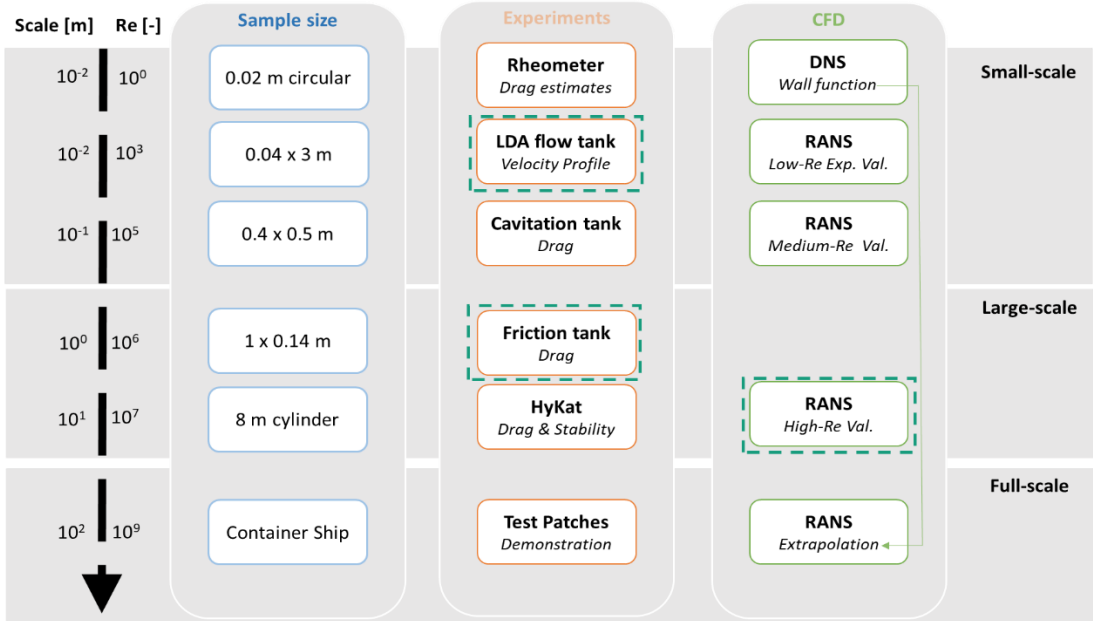 Scale [m] Re [-] Sample size Experiments CFD
10⁻² 10⁰ 0.02 m circular Rheometer DNS Small-scale
Drag estimates Wall function
10⁻² 10³ 0.04 x 3 m LDA flow tank RANS
Velocity Profile Low-Re Exp. Val.
10⁻¹ 10⁵ 0.4 x 0.5 m Cavitation tank RANS
Drag Medium-Re Val.
Large-scale
10⁰ 10⁶ 1 x 0.14 m Friction tank
Drag
10¹ 10⁷ 8 m cylinder HyKat RANS
Drag & Stability High-Re Val.
Full-scale
10² 10⁹ Container Ship Test Patches RANS
Demonstration Extrapolation